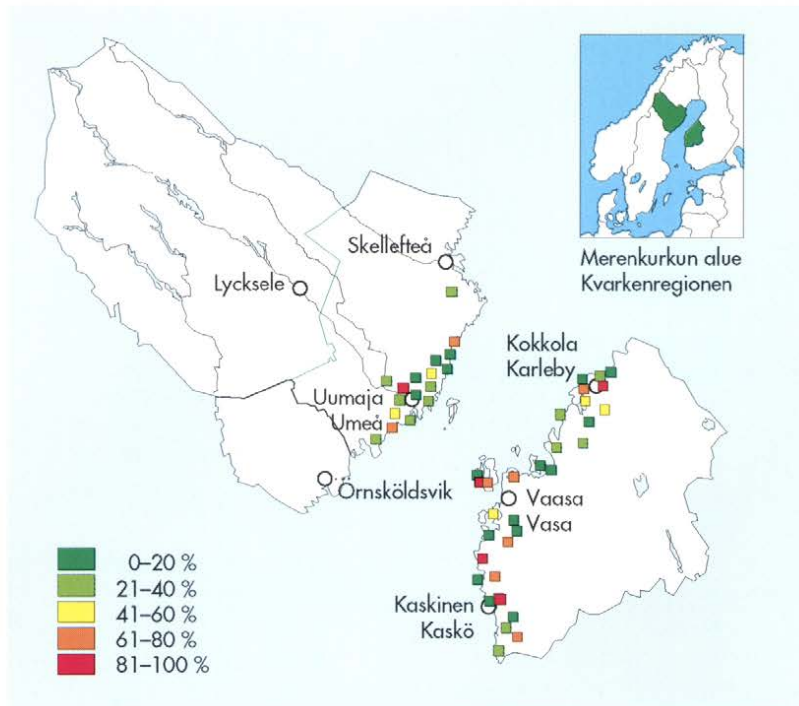 Skellefteå
Lycksele
Merenkurkun alue
Kvarkenregionen
Kokkola
Karleby
Uumaja
Umeå
Örnsköldsvik
Vaasa
Vasa
0–20 %
21–40 %
41–60 %
61–80 %
81–100 %
Kaskinen
Kaskö